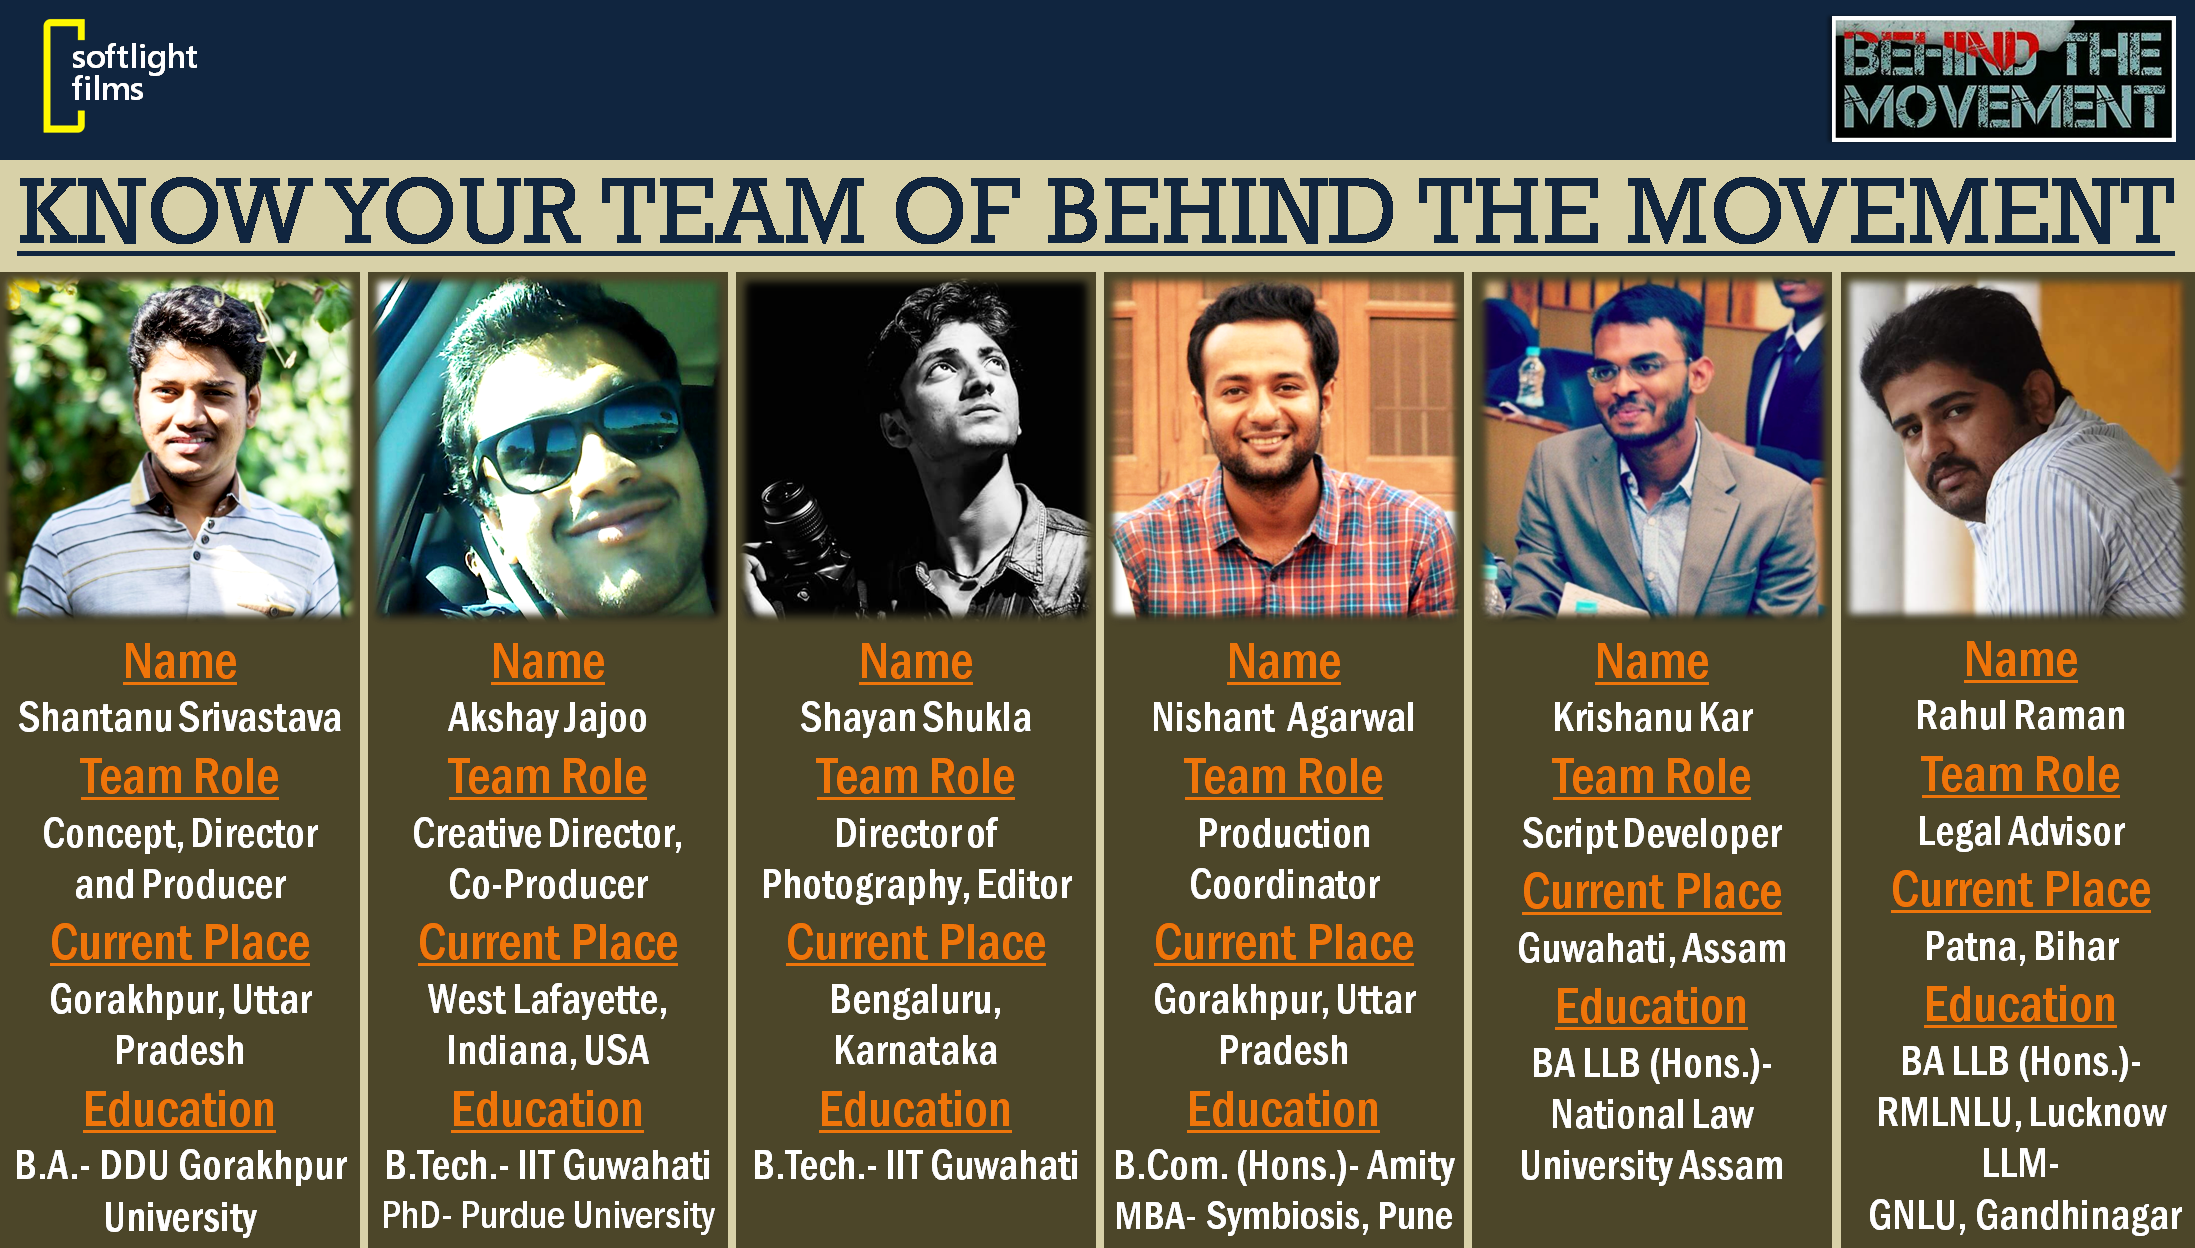 softlight
films
BEHIND THE
MOVEMENT
KNOW YOUR TEAM OF BEHIND THE MOVEMENT
Name
Shantanu Srivastava
Team Role
Concept, Director
and Producer
Current Place
Gorakhpur, Uttar
Pradesh
Education
B.A.- DDU Gorakhpur
University
Name
Akshay Jajoo
Team Role
Creative Director,
Co-Producer
Current Place
West Lafayette,
Indiana, USA
Education
B.Tech.- IIT Guwahati
PhD- Purdue University
Name
Shayan Shukla
Team Role
Director of
Photography, Editor
Current Place
Bengaluru,
Karnataka
Education
B.Tech.- IIT Guwahati
Name
Nishant Agarwal
Team Role
Production
Coordinator
Current Place
Gorakhpur, Uttar
Pradesh
Education
B.Com. (Hons.)- Amity
MBA- Symbiosis, Pune
Name
Krishanu Kar
Team Role
Script Developer
Current Place
Guwahati, Assam
Education
BA LLB (Hons.)-
National Law
University Assam
Name
Rahul Raman
Team Role
Legal Advisor
Current Place
Patna, Bihar
Education
BA LLB (Hons.)-
RMLNLU, Lucknow
LLM-
GNLU, Gandhinagar